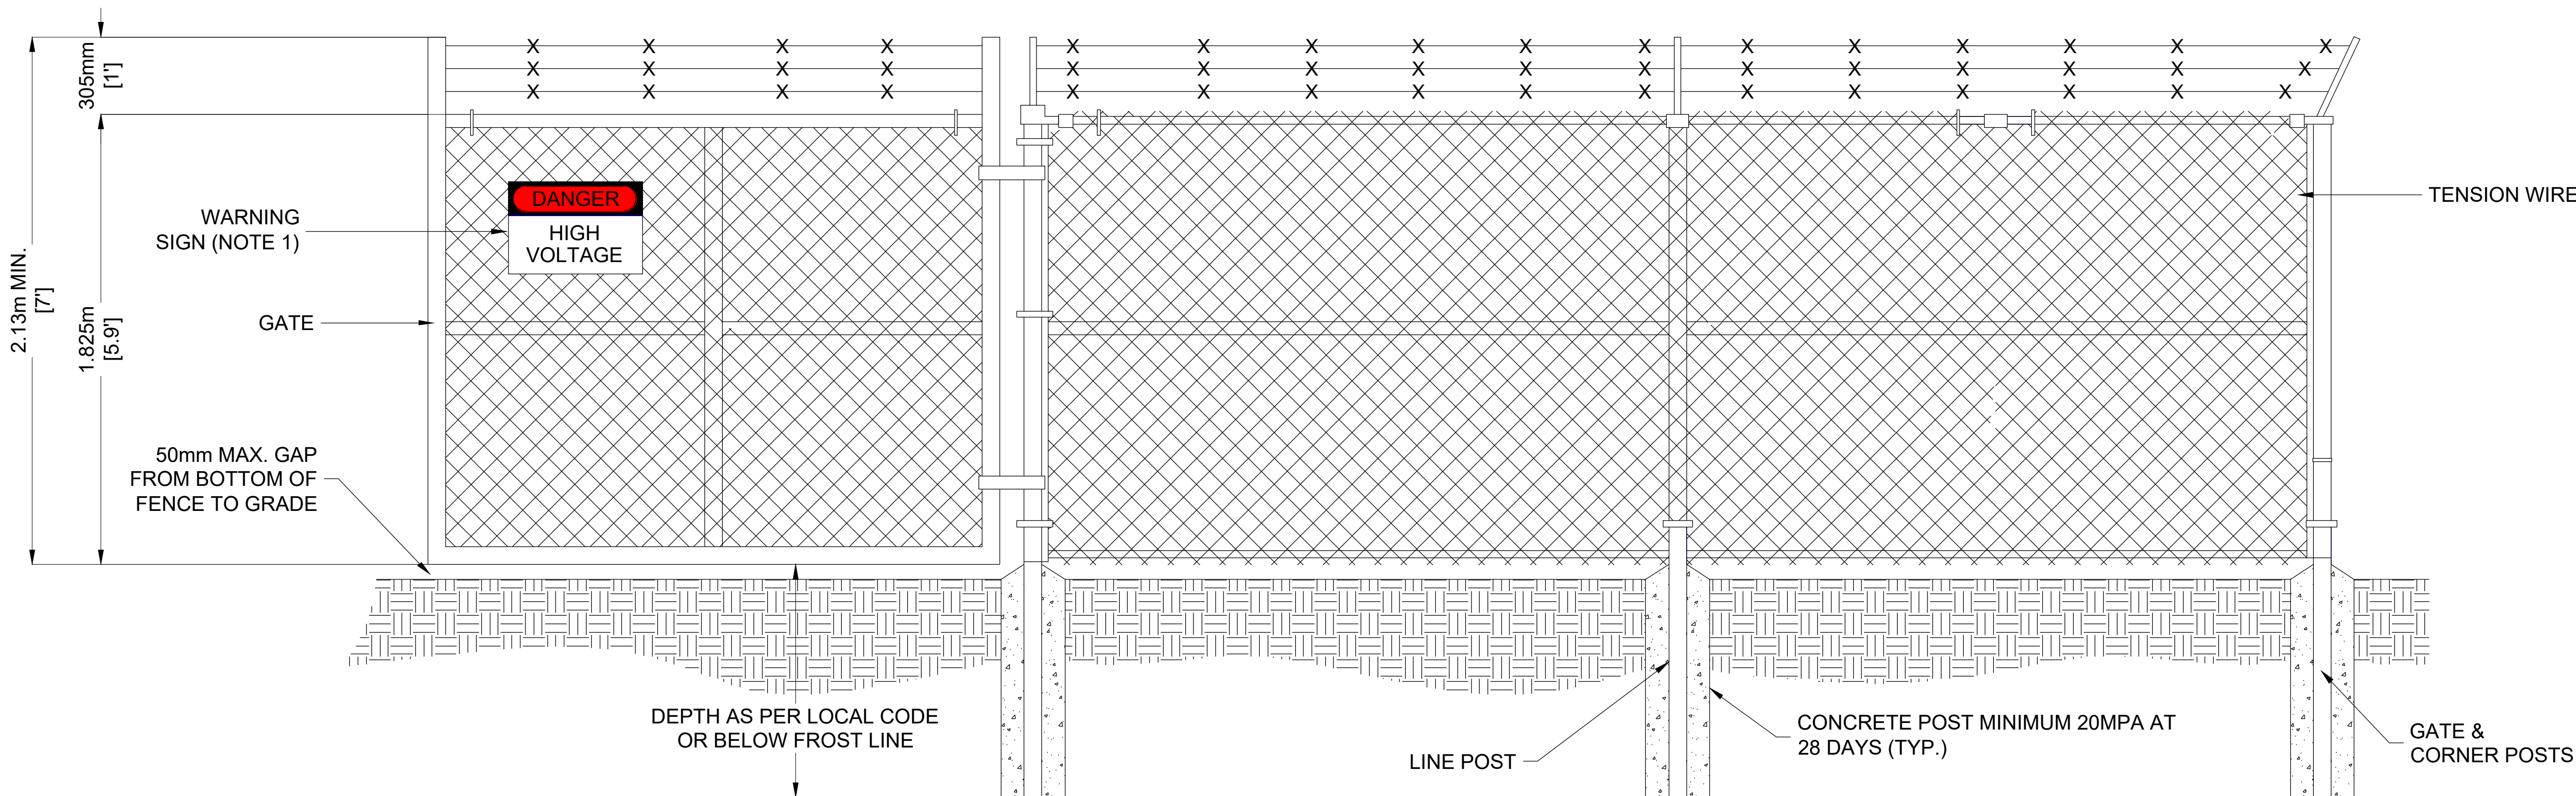 305mm
[1']
2.13m MIN.
[7']
1.825m
[5.9']
WARNING
SIGN (NOTE 1)
DANGER
HIGH
VOLTAGE
TENSION WIRE
GATE
50mm MAX. GAP
FROM BOTTOM OF
FENCE TO GRADE
DEPTH AS PER LOCAL CODE
OR BELOW FROST LINE
LINE POST
CONCRETE POST MINIMUM 20MPA AT
28 DAYS (TYP.)
GATE &
CORNER POSTS